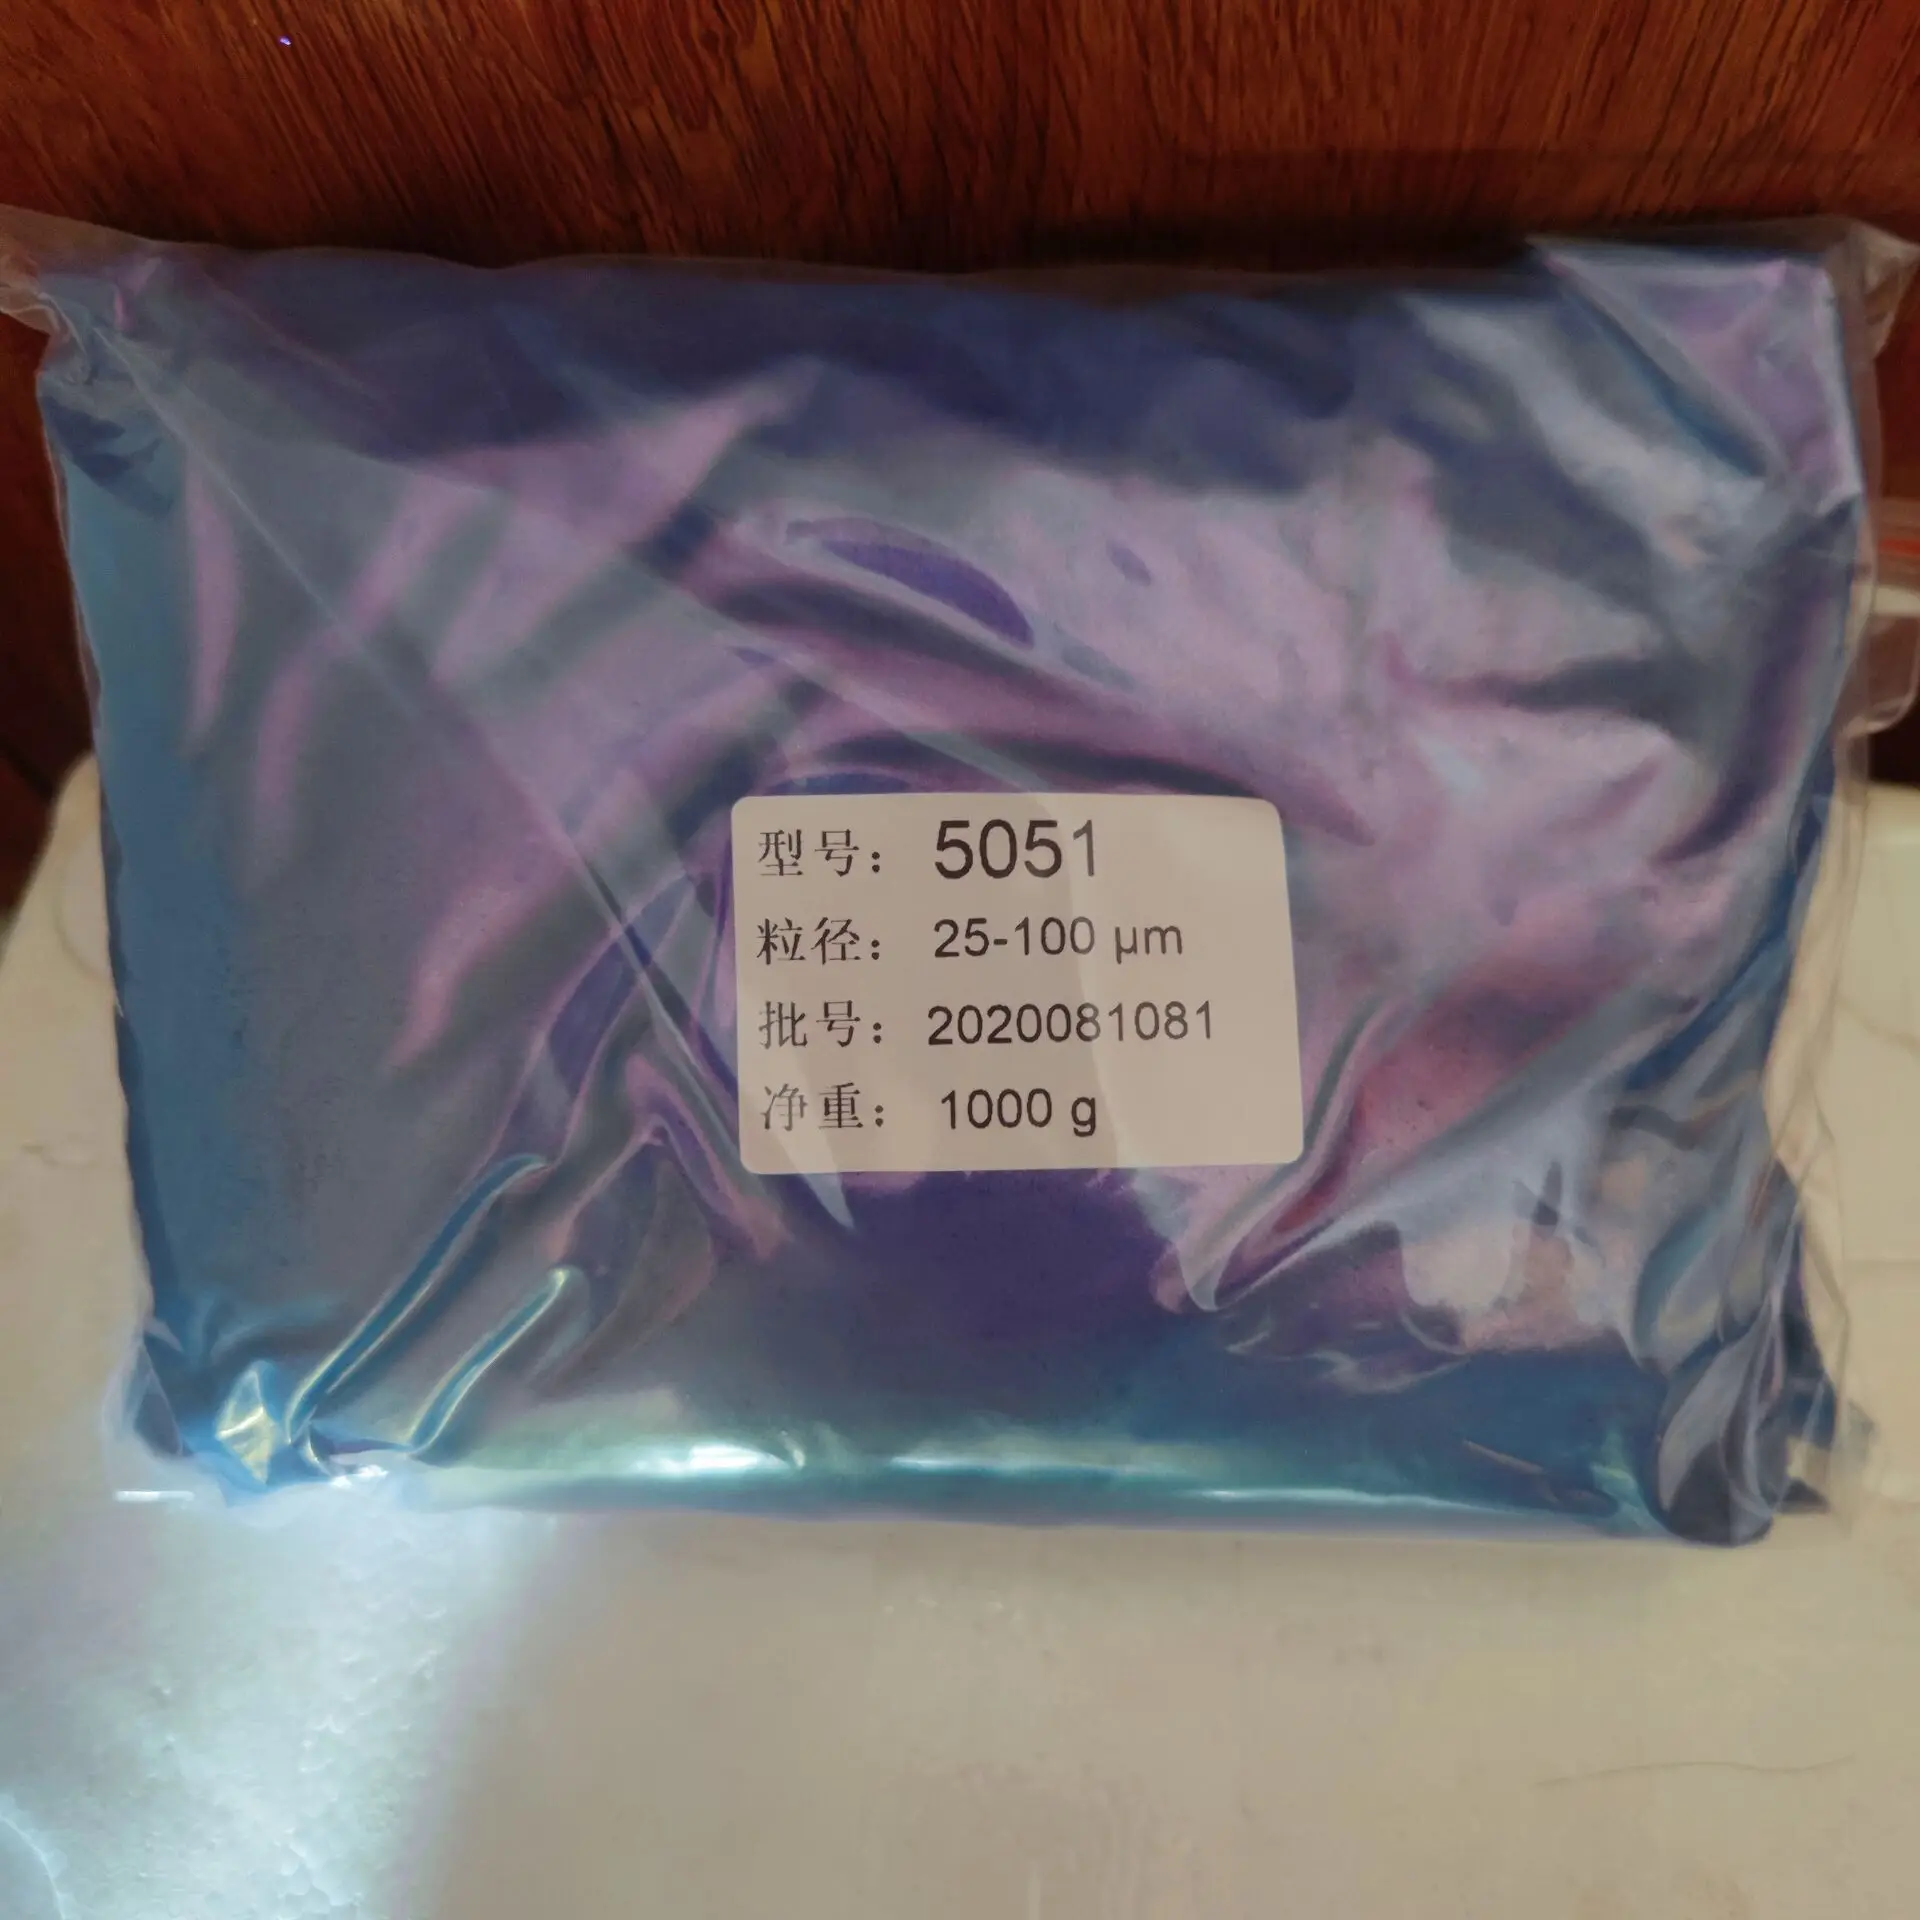 型号： 5051
粒径： 25-100 μm
批号： 2020081081
净重： 1000 g